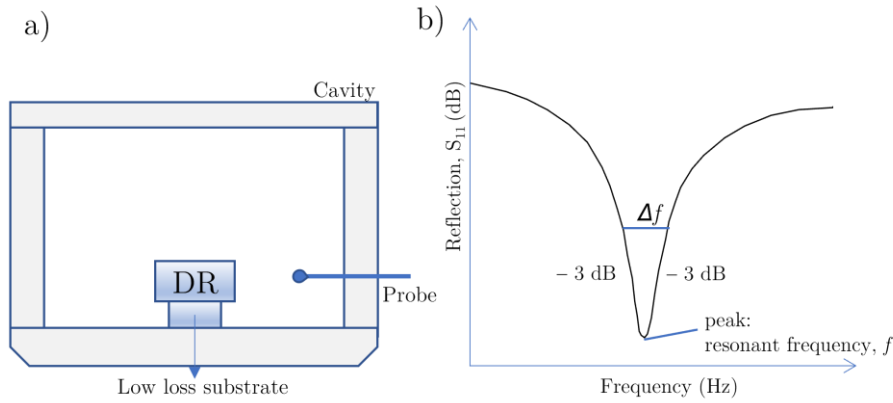 a)
Cavity
DR
Probe
Low loss substrate
b)
Reflection, S₁₁ (dB)
Δf
– 3 dB
– 3 dB
peak:
resonant frequency, f
Frequency (Hz)